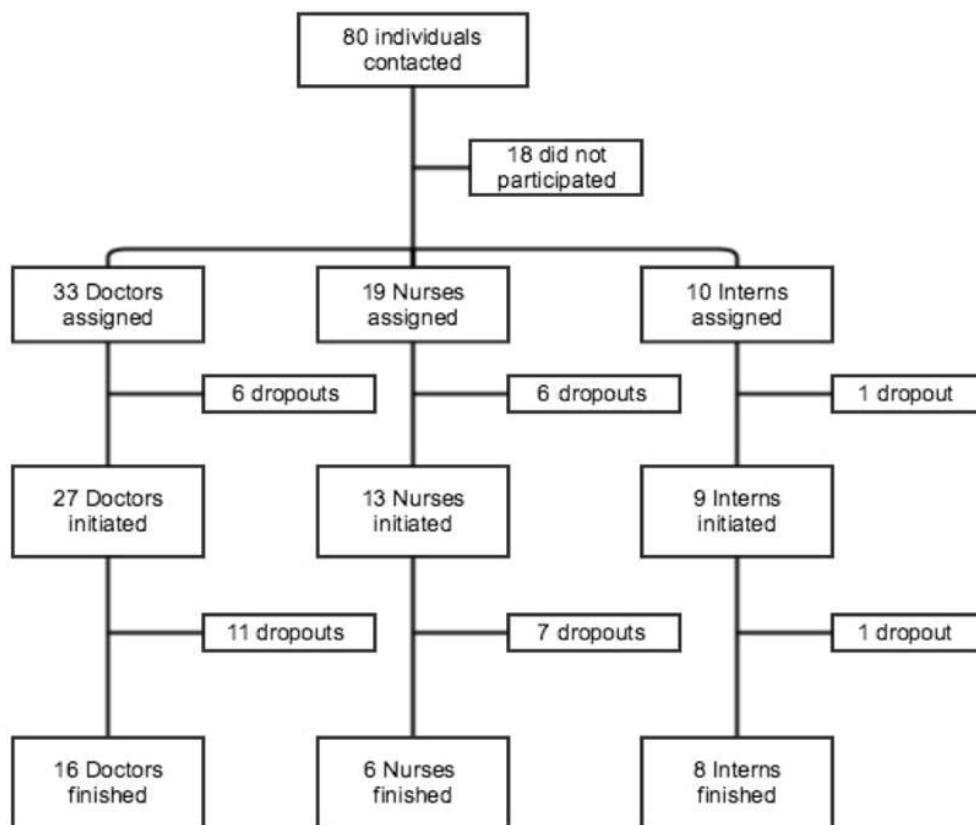 80 individuals
contacted
18 did not
participated
33 Doctors
assigned
19 Nurses
assigned
10 Interns
assigned
6 dropouts
6 dropouts
1 dropout
27 Doctors
initiated
13 Nurses
initiated
9 Interns
initiated
11 dropouts
7 dropouts
1 dropout
16 Doctors
finished
6 Nurses
finished
8 Interns
finished